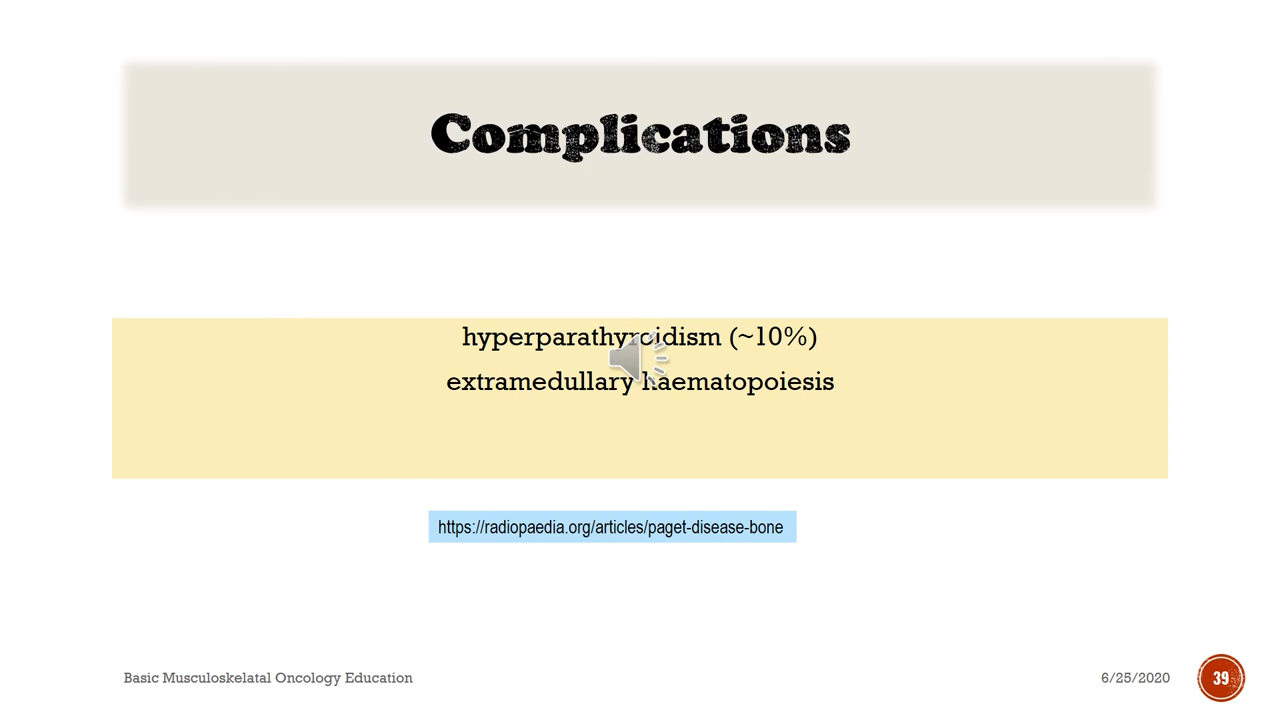 Complications
hyperparathyroidism (~10%)
extramedullary haematopoiesis
https://radiopaedia.org/articles/paget-disease-bone
Basic Musculoskelatal Oncology Education
6/25/2020
39